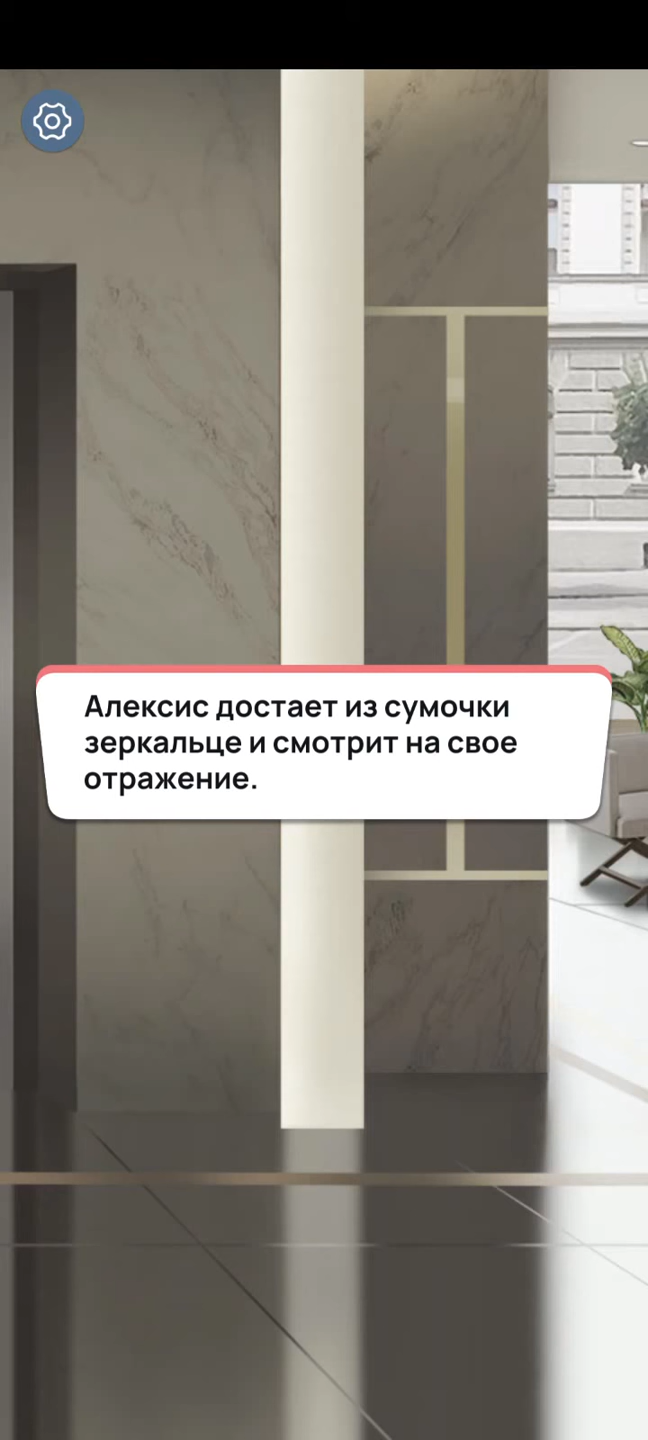 Алексис достает из сумочки
зеркальце и смотрит на свое
отражение.